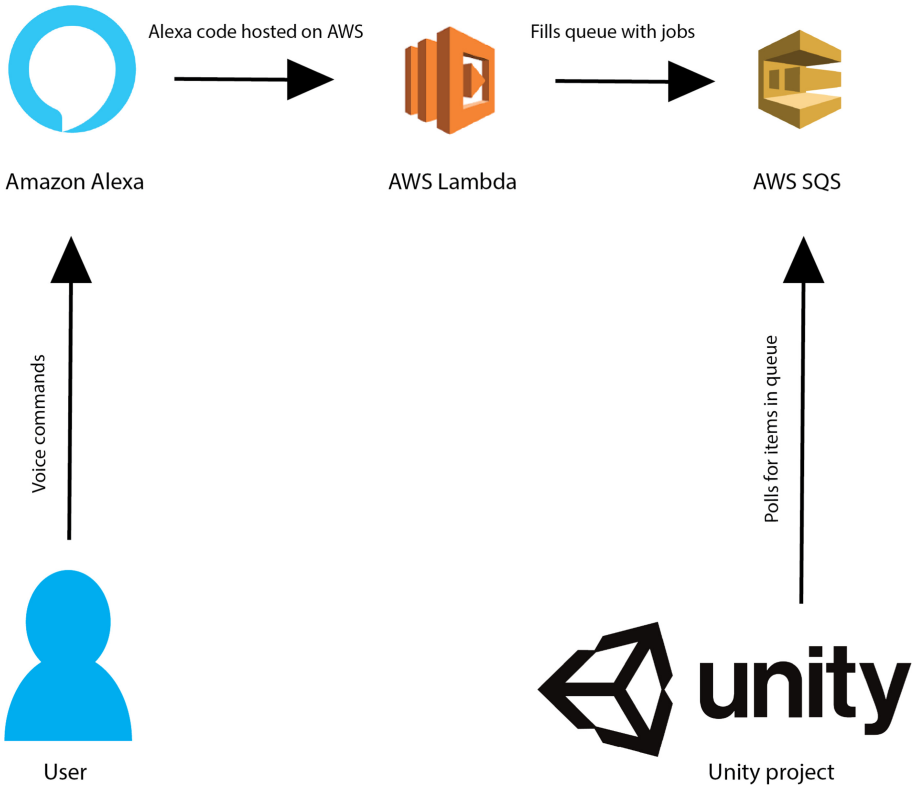 Alexa code hosted on AWS
Fills queue with jobs
Amazon Alexa
AWS Lambda
AWS SQS
Voice commands
Polls for items in queue
unity
User
Unity project